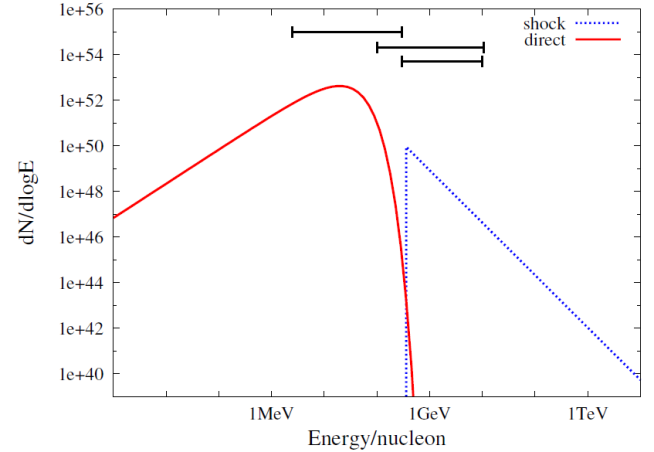 1e+56
1e+54
1e+52
1e+50
1e+48
1e+46
1e+44
1e+42
1e+40
dN/dlogE
shock
direct
1MeV 1GeV 1TeV
Energy/nucleon